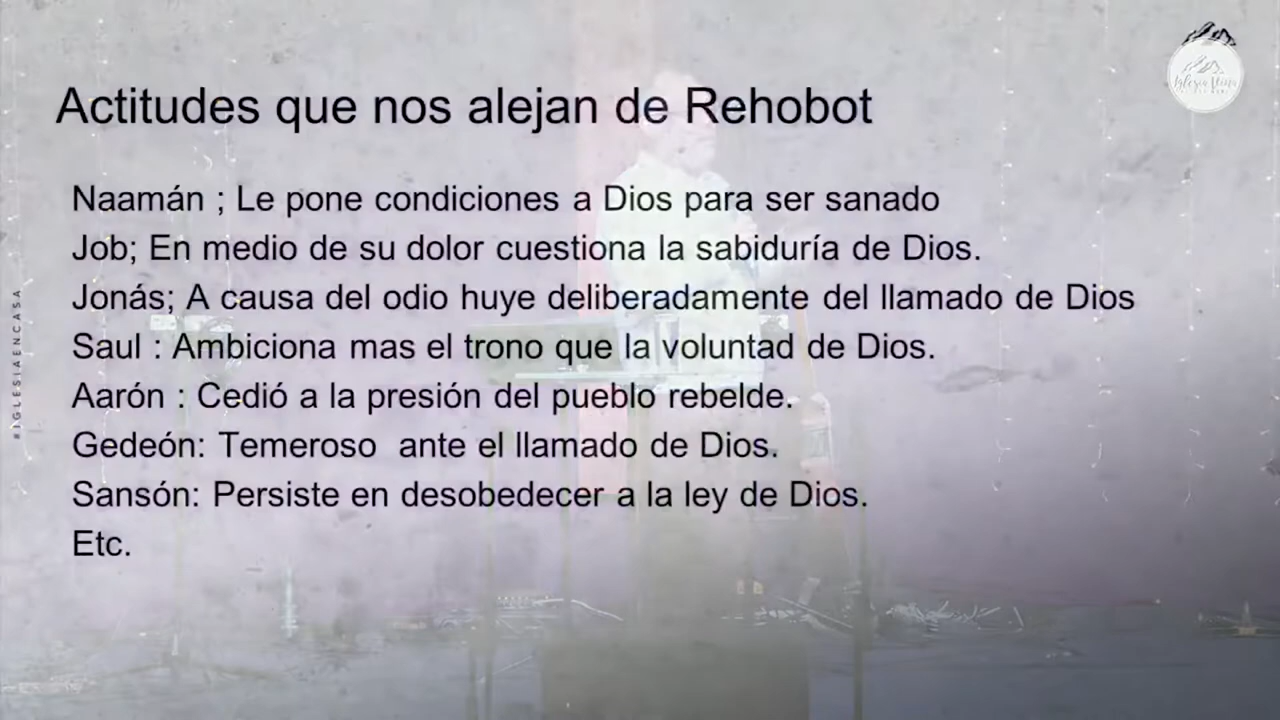 Actitudes que nos alejan de Rehobot
Naamán ; Le pone condiciones a Dios para ser sanado
Job; En medio de su dolor cuestiona la sabiduría de Dios.
Jonás; A causa del odio huye deliberadamente del llamado de Dios
Saul : Ambiciona mas el trono que la voluntad de Dios.
Aarón : Cedió a la presión del pueblo rebelde.
Gedeón: Temeroso  ante el llamado de Dios.
Sansón: Persiste en desobedecer a la ley de Dios.
Etc.
#IGLESIAENCASA